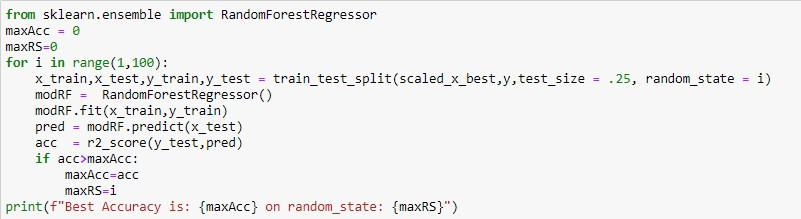 from sklearn.ensemble import RandomForestRegressor
maxAcc = 0
maxRS=0
for i in range(1,100):
    x_train,x_test,y_train,y_test = train_test_split(scaled_x_best,y,test_size = .25, random_state = i)
    modRF =  RandomForestRegressor()
    modRF.fit(x_train,y_train)
    pred = modRF.predict(x_test)
    acc  = r2_score(y_test,pred)
    if acc>maxAcc:
        maxAcc=acc
        maxRS=i
print(f"Best Accuracy is: {maxAcc} on random_state: {maxRS}")